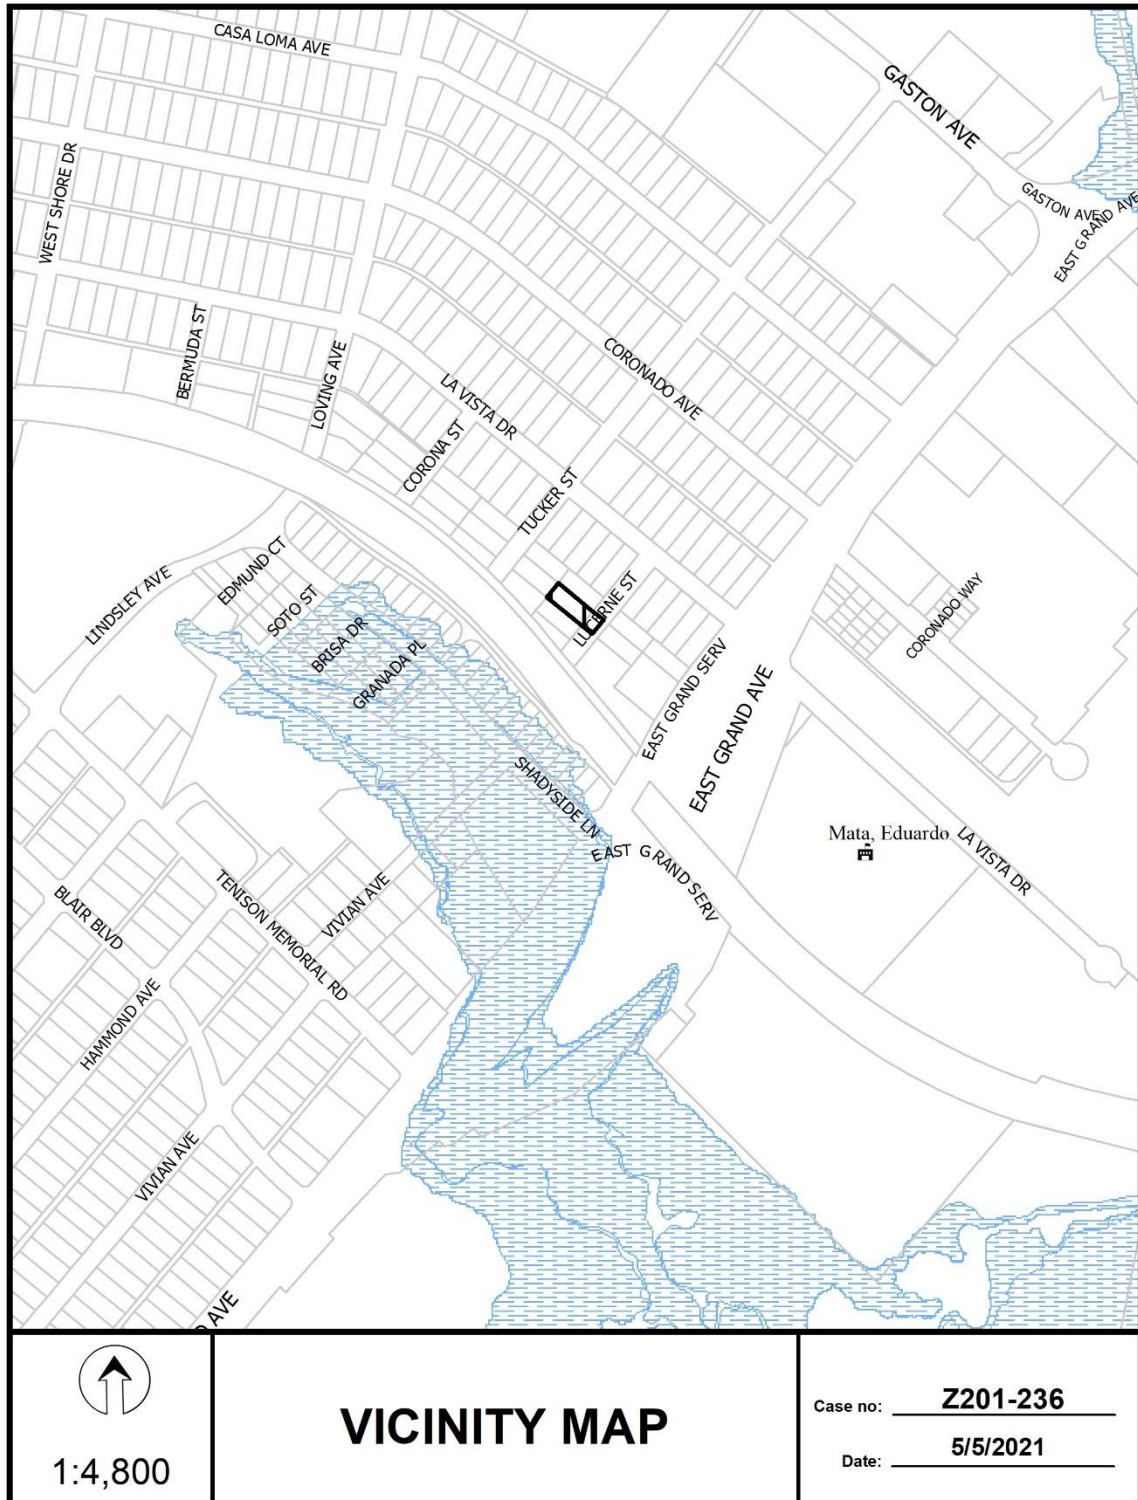 CASA LOMA AVE
GASTON AVE
GASTON AVE
EAST GRAND AVE
WEST SHORE DR
BERMUDA ST
LOVING AVE
CORONADO AVE
LA VISTA DR
CORONA ST
TUCKER ST
LINDSLEY AVE
EDMUND CT
SOTO ST
BRISA DR
GRANADA PL
LUCERNE ST
CORONADO WAY
EAST GRAND SERV
EAST GRAND AVE
SHADYSIDE LN
EAST GRAND SERV
Mata, Eduardo
LA VISTA DR
BLAIR BLVD
TENISON MEMORIAL RD
VIVIAN AVE
HAMMOND AVE
VIVIAN AVE
AVE
1:4,800
VICINITY MAP
Case no: Z201-236
Date: 5/5/2021